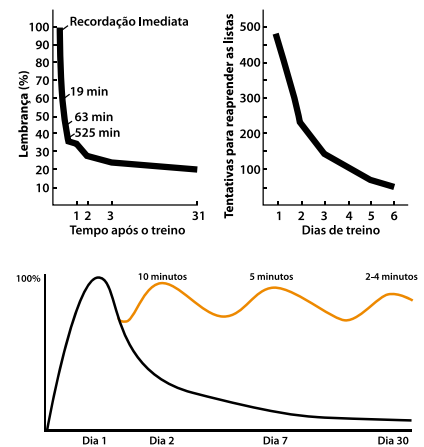 Lembrança (%)
100
90
80
70
60
50
40
30
20
10
Recordação Imediata
19 min
63 min
525 min
1 2 3 31
Tempo após o treino
Tentativas para reaprender as listas
500
400
300
200
100
1 2 3 4 5 6
Dias de treino
100%
10 minutos 5 minutos 2-4 minutos
Dia 1 Dia 2 Dia 7 Dia 30